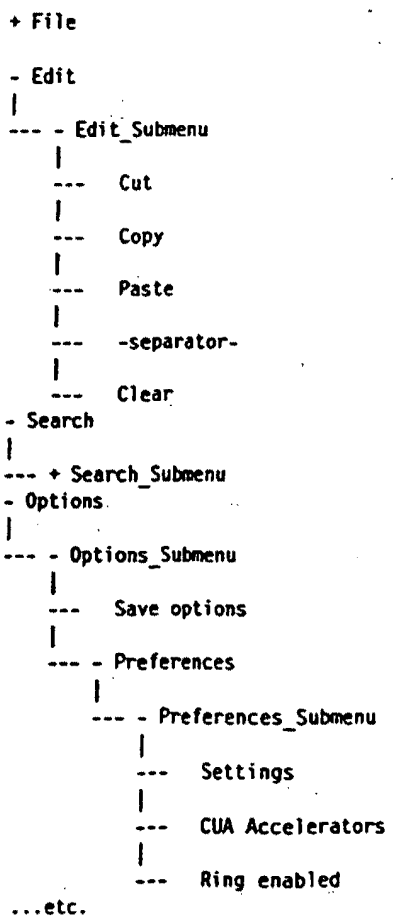 + File
- Edit
|
--- - Edit_Submenu
|
--- Cut
|
--- Copy
|
--- Paste
|
--- -separator-
|
--- Clear
- Search
|
--- + Search_Submenu
- Options
|
--- - Options_Submenu
|
--- Save options
|
--- - Preferences
|
--- - Preferences_Submenu
|
--- Settings
|
--- CUA Accelerators
|
--- Ring enabled
...etc.